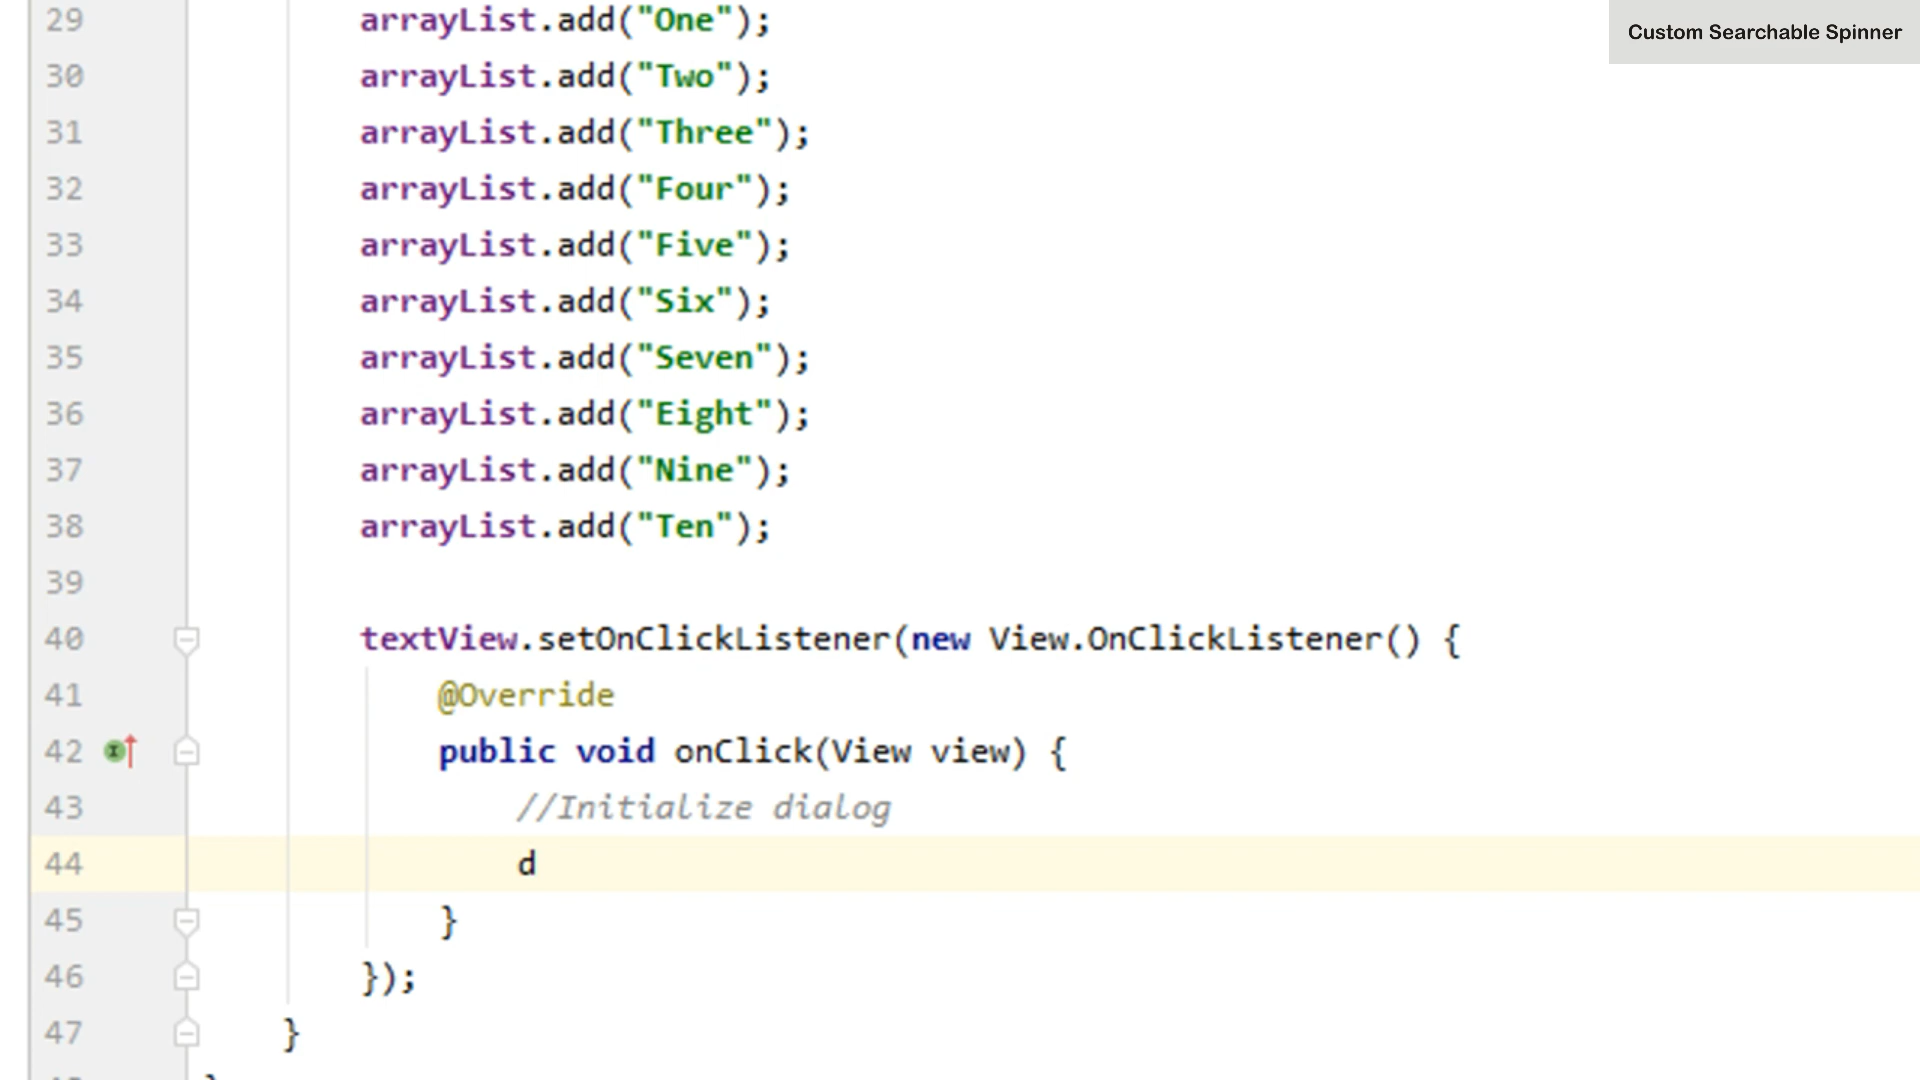 Custom Searchable Spinner
29 arrayList.add("One");
30 arrayList.add("Two");
31 arrayList.add("Three");
32 arrayList.add("Four");
33 arrayList.add("Five");
34 arrayList.add("Six");
35 arrayList.add("Seven");
36 arrayList.add("Eight");
37 arrayList.add("Nine");
38 arrayList.add("Ten");
39
40 textView.setOnClickListener(new View.OnClickListener() {
41 @Override
42 public void onClick(View view) {
43 //Initialize dialog
44 d
45 }
46 });
47 }